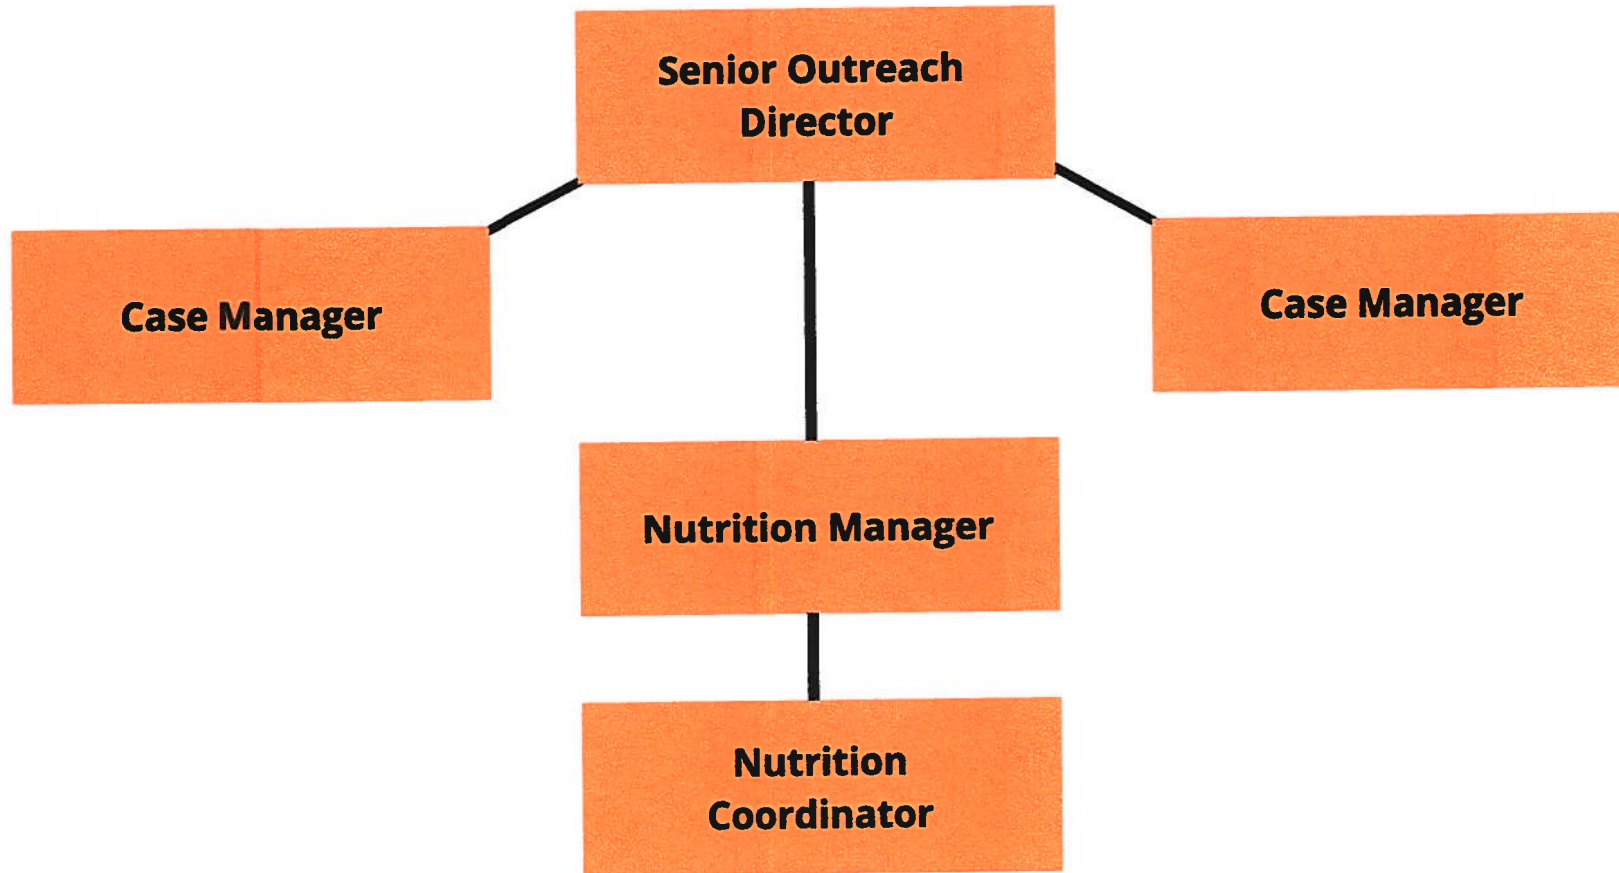 Senior Outreach
Director
Case Manager
Case Manager
Nutrition Manager
Nutrition
Coordinator